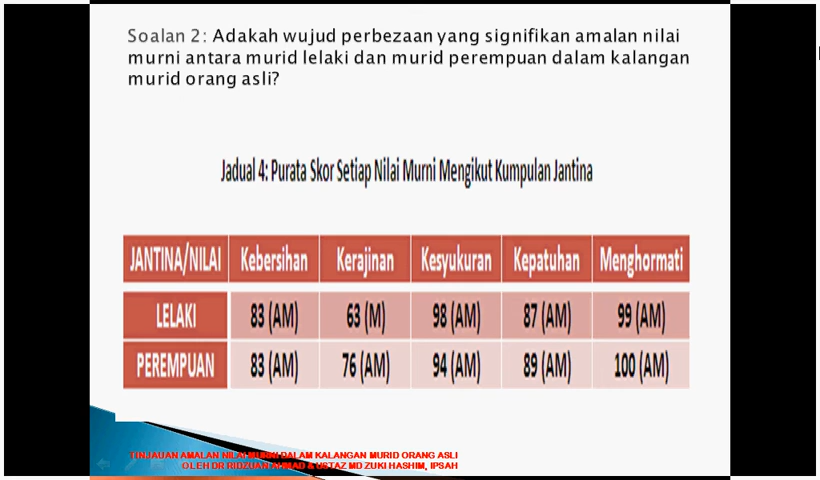 Soalan 2: Adakah wujud perbezaan yang signifikan amalan nilai
murni antara murid lelaki dan murid perempuan dalam kalangan
murid orang asli?
Jadual 4: Purata Skor Setiap Nilai Murni Mengikut Kumpulan Jantina
JANTINA/NILAI Kebersihan Kerajinan Kesyukuran Kepatuhan Menghormati
LELAKI 83 (AM) 63 (M) 98 (AM) 87 (AM) 99 (AM)
PEREMPUAN 83 (AM) 76 (AM) 94 (AM) 89 (AM) 100 (AM)
TINJAUAN AMALAN NILAI MURNI DALAM KALANGAN MURID ORANG ASLI
OLEH DR RIDZUAN AHMAD & USTAZ MD ZUKI HASHIM, IPSAH